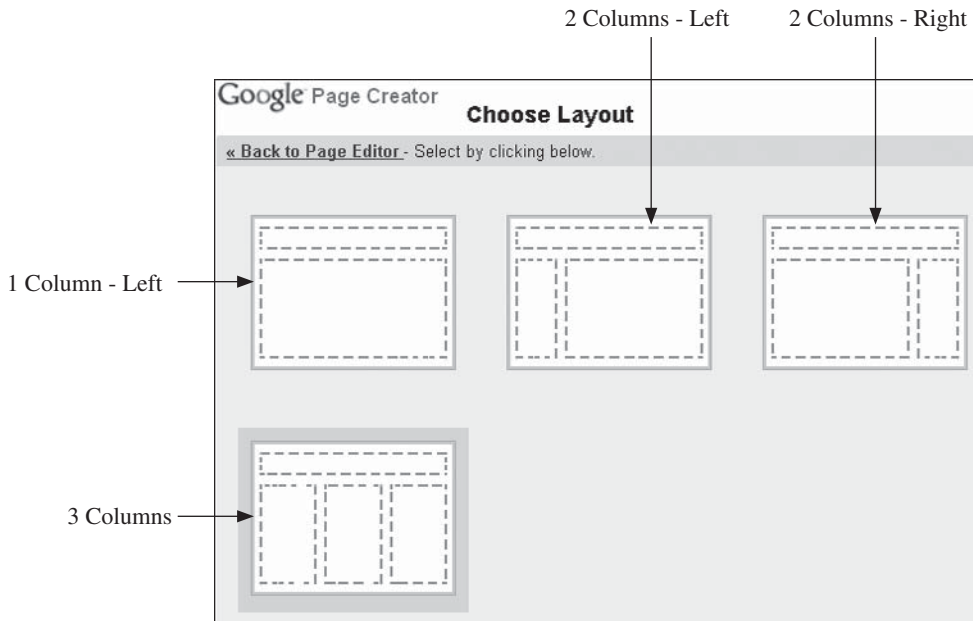 2 Columns - Left
2 Columns - Right
Google Page Creator
Choose Layout
« Back to Page Editor - Select by clicking below.
1 Column - Left
3 Columns